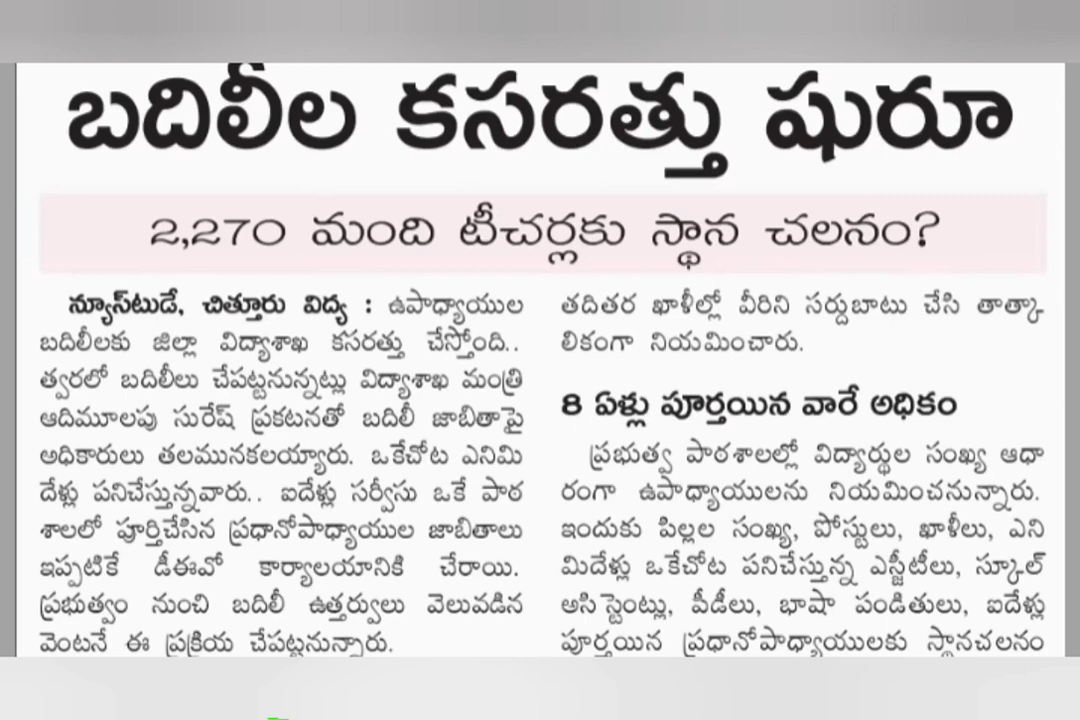 బదిలీల కసరత్తు షురూ
2,270 మంది టీచర్లకు స్థాన చలనం?
న్యూస్‌టుడే, చిత్తూరు విద్య : ఉపాధ్యాయుల
బదిలీలకు జిల్లా విద్యాశాఖ కసరత్తు చేస్తోంది..
త్వరలో బదిలీలు చేపట్టనున్నట్లు విద్యాశాఖ మంత్రి
ఆదిమూలపు సురేష్ ప్రకటనతో బదిలీ జాబితాపై
అధికారులు తలమునకలయ్యారు. ఒకేచోట ఎనిమి
దేళ్లు పనిచేస్తున్నవారు.. ఐదేళ్లు సర్వీసు ఒకే పాఠ
శాలలో పూర్తిచేసిన ప్రధానోపాధ్యాయుల జాబితాలు
ఇప్పటికే డీఈవో కార్యాలయానికి చేరాయి.
ప్రభుత్వం నుంచి బదిలీ ఉత్తర్వులు వెలువడిన
వెంటనే ఈ ప్రక్రియ చేపట్టనున్నారు.
తదితర ఖాళీల్లో వీరిని సర్దుబాటు చేసి తాత్కా
లికంగా నియమించారు.
8 ఏళ్లు పూర్తయిన వారే అధికం
ప్రభుత్వ పాఠశాలల్లో విద్యార్థుల సంఖ్య ఆధా
రంగా ఉపాధ్యాయులను నియమించనున్నారు.
ఇందుకు పిల్లల సంఖ్య, పోస్టులు, ఖాళీలు, ఎని
మిదేళ్లు ఒకేచోట పనిచేస్తున్న ఎస్జీటీలు, స్కూల్
అసిస్టెంట్లు, పీడీలు, భాషా పండితులు, ఐదేళ్లు
పూర్తయిన ప్రధానోపాధ్యాయులకు స్థానచలనం